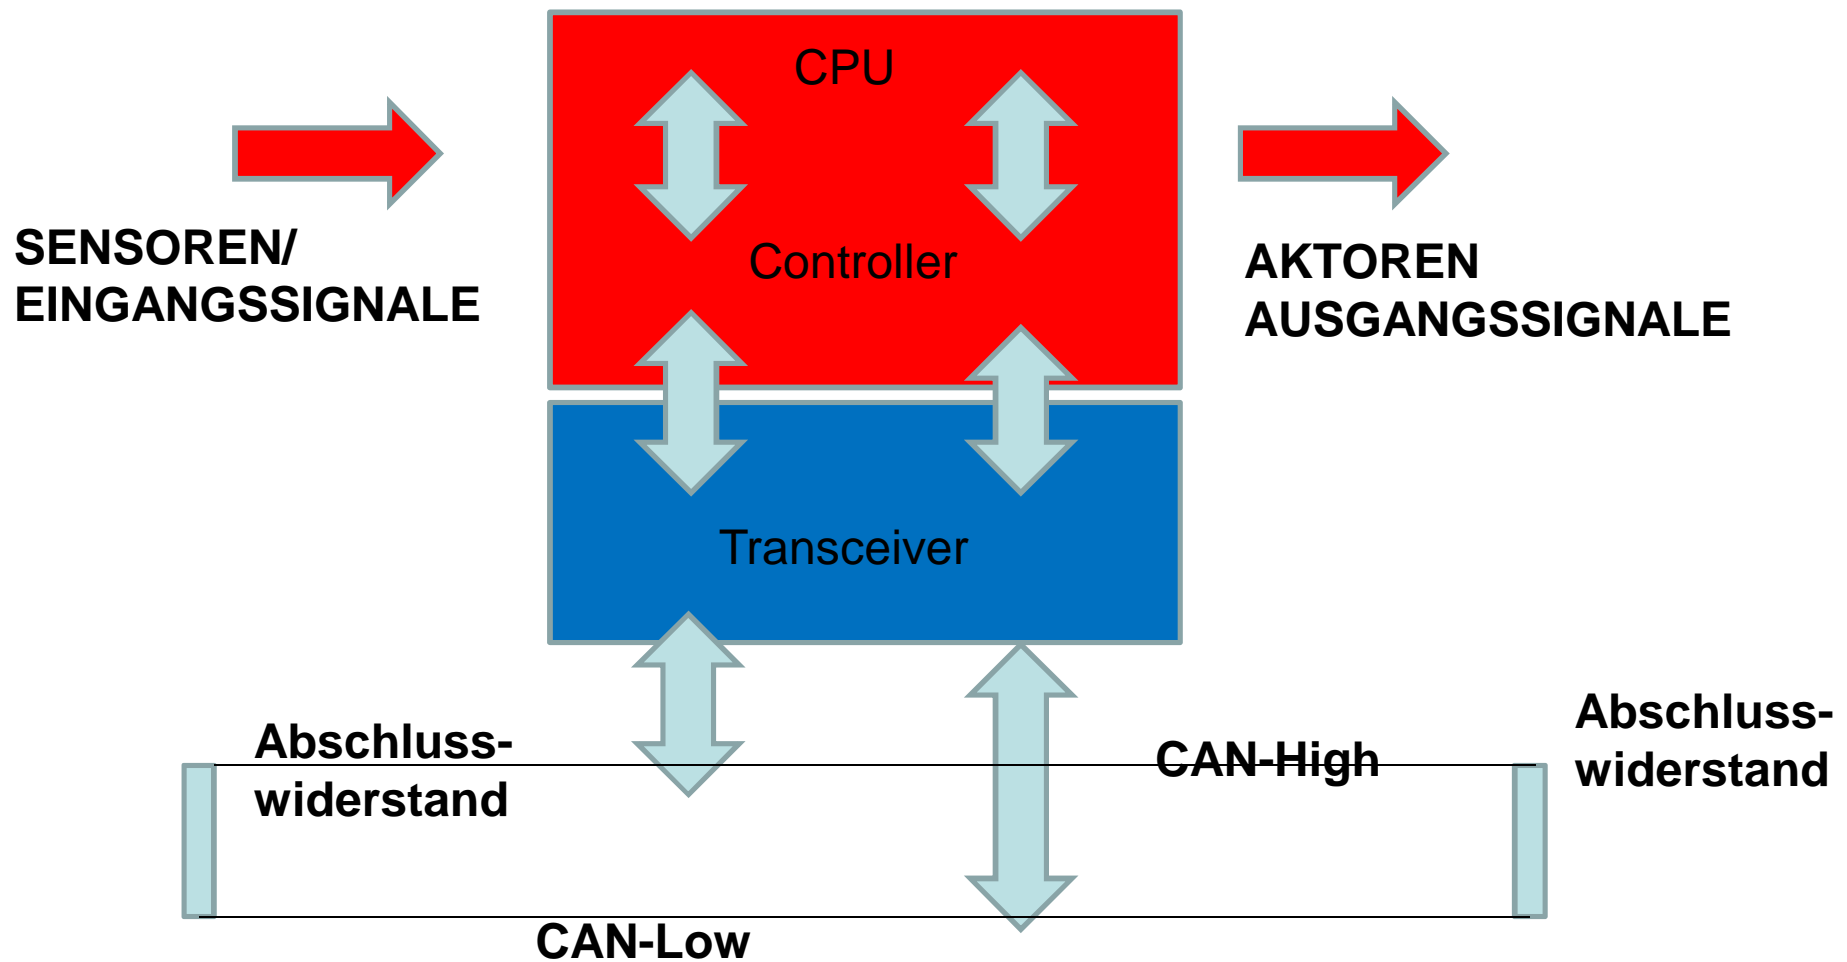 CPU
SENSOREN/
EINGANGSSIGNALE
Controller
AKTOREN
AUSGANGSSIGNALE
Transceiver
Abschluss-
widerstand
CAN-High
Abschluss-
widerstand
CAN-Low